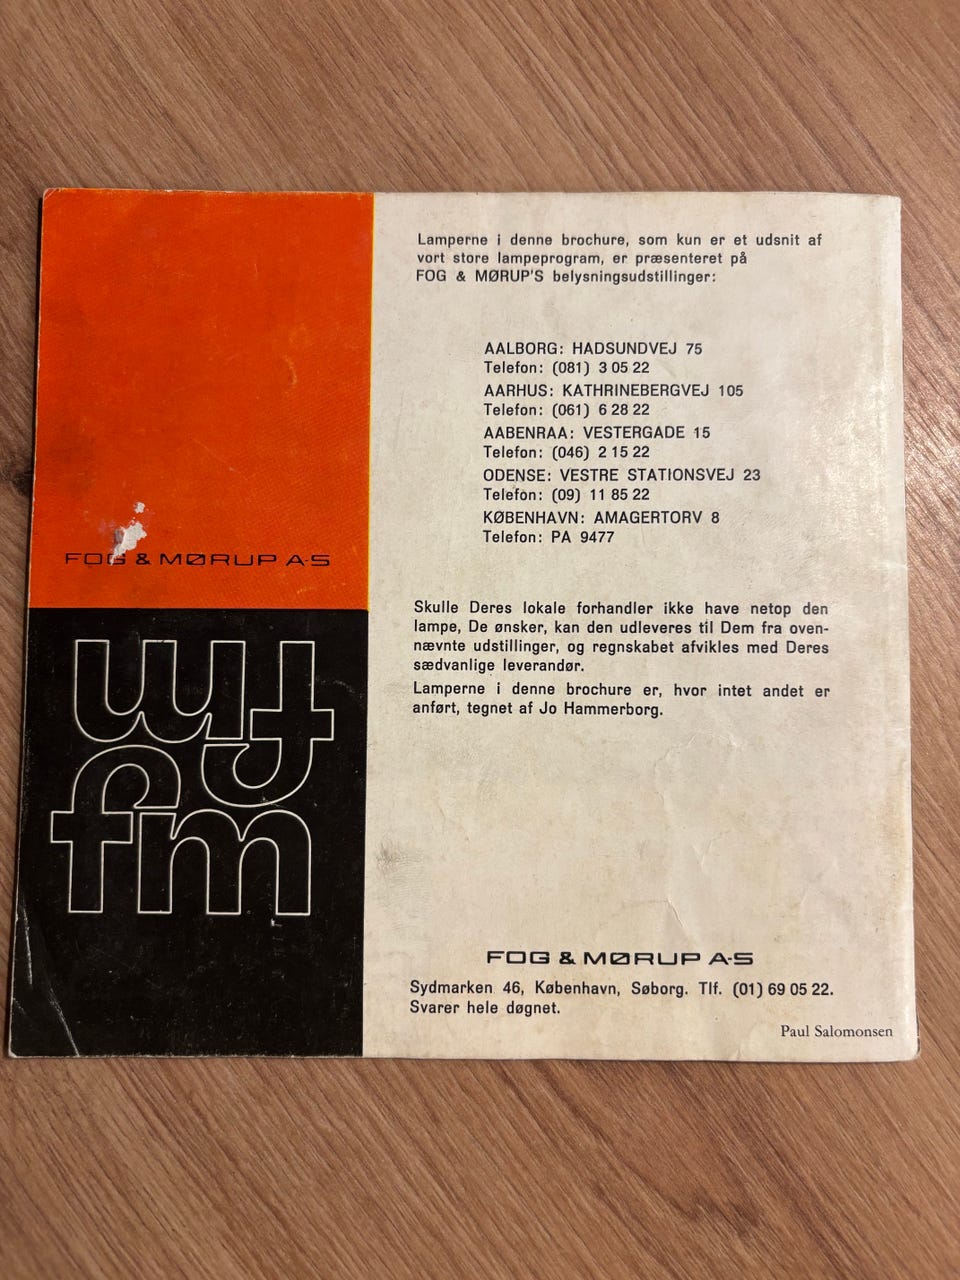 Lamperne i denne brochure, som kun er et udsnit af
vort store lampeprogram, er præsenteret på
FOG & MØRUP'S belysningsudstillinger:
AALBORG: HADSUNDVEJ 75
Telefon: (081) 3 05 22
AARHUS: KATHRINEBERGVEJ 105
Telefon: (061) 6 28 22
AABENRAA: VESTERGADE 15
Telefon: (046) 2 15 22
ODENSE: VESTRE STATIONSVEJ 23
Telefon: (09) 11 85 22
KØBENHAVN: AMAGERTORV 8
Telefon: PA 9477
FOG & MØRUP A·S
fm
fm
Skulle Deres lokale forhandler ikke have netop den
lampe, De ønsker, kan den udleveres til Dem fra oven-
nævnte udstillinger, og regnskabet afvikles med Deres
sædvanlige leverandør.
Lamperne i denne brochure er, hvor intet andet er
anført, tegnet af Jo Hammerborg.
FOG & MØRUP A·S
Sydmarken 46, København, Søborg. Tlf. (01) 69 05 22.
Svarer hele døgnet.
Paul Salomonsen